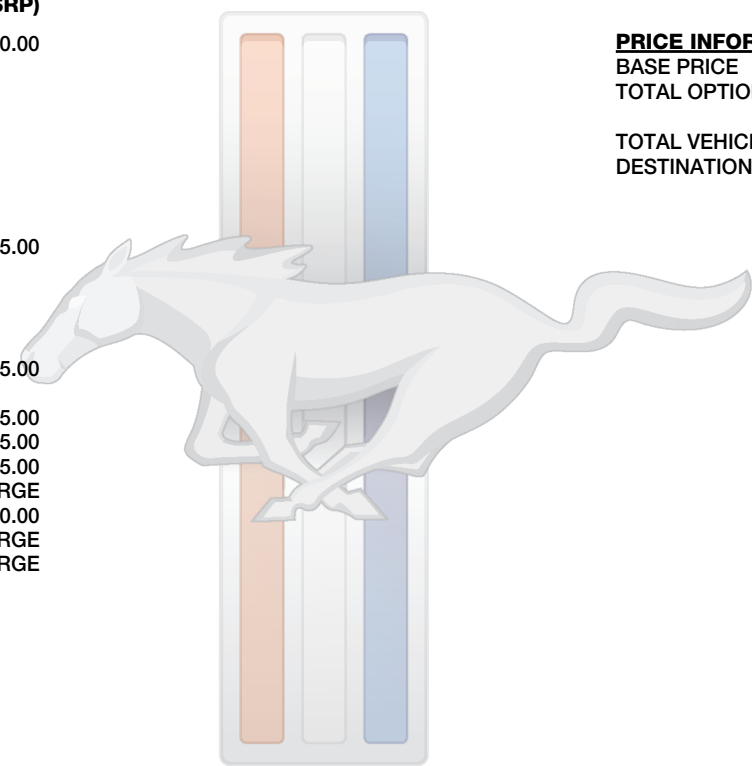 SRP)
0.00
5.00
5.00
5.00
5.00
5.00
RGE
0.00
RGE
RGE
PRICE INFOR
BASE PRICE
TOTAL OPTIO
TOTAL VEHIC
DESTINATION